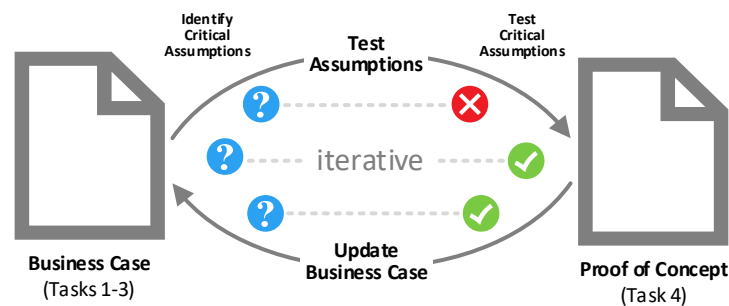 Identify
Critical
Assumptions
Test
Assumptions
Test
Critical
Assumptions
?
?
iterative
?
Update
Business Case
Business Case
(Tasks 1-3)
Proof of Concept
(Task 4)